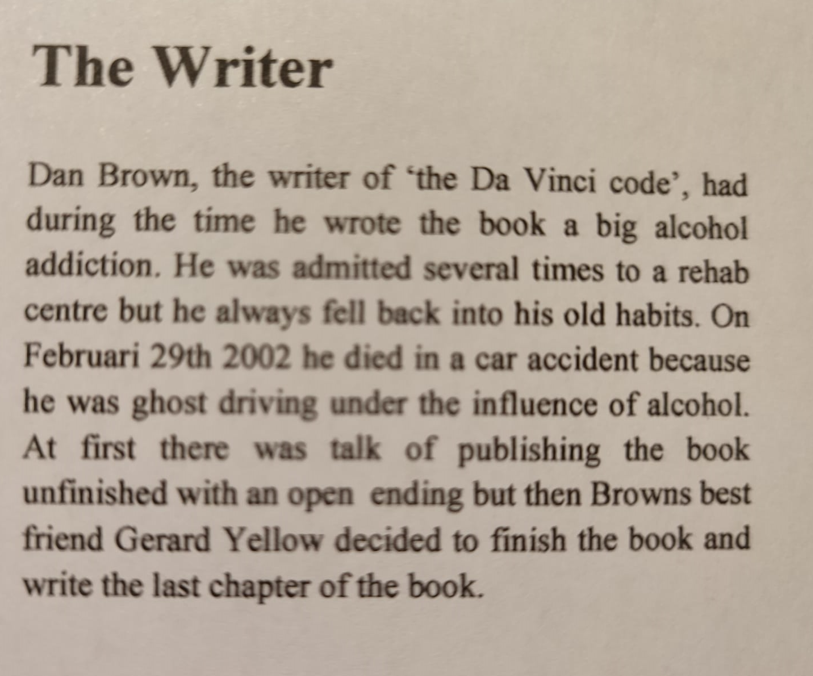 The Writer
Dan Brown, the writer of ‘the Da Vinci code’, had
during the time he wrote the book a big alcohol
addiction. He was admitted several times to a rehab
centre but he always fell back into his old habits. On
Februari 29th 2002 he died in a car accident because
he was ghost driving under the influence of alcohol.
At first there was talk of publishing the book
unfinished with an open ending but then Browns best
friend Gerard Yellow decided to finish the book and
write the last chapter of the book.